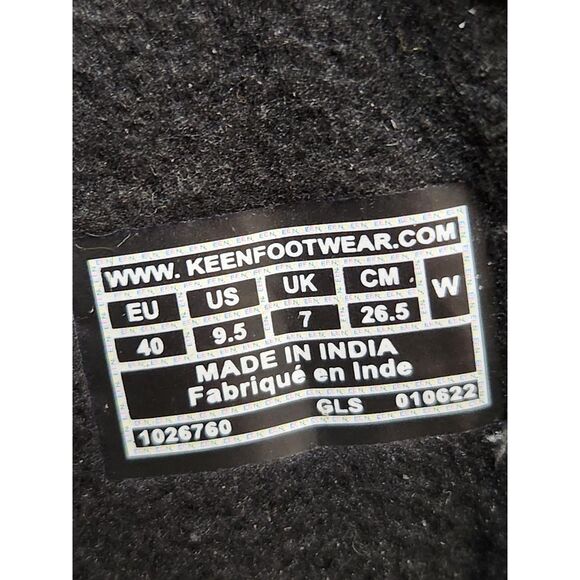 WWW. KEENFOOTWEAR.COM
EU US UK CM W
40 9.5 7 26.5
MADE IN INDIA
Fabriqué en Inde
1026760 GLS 010622